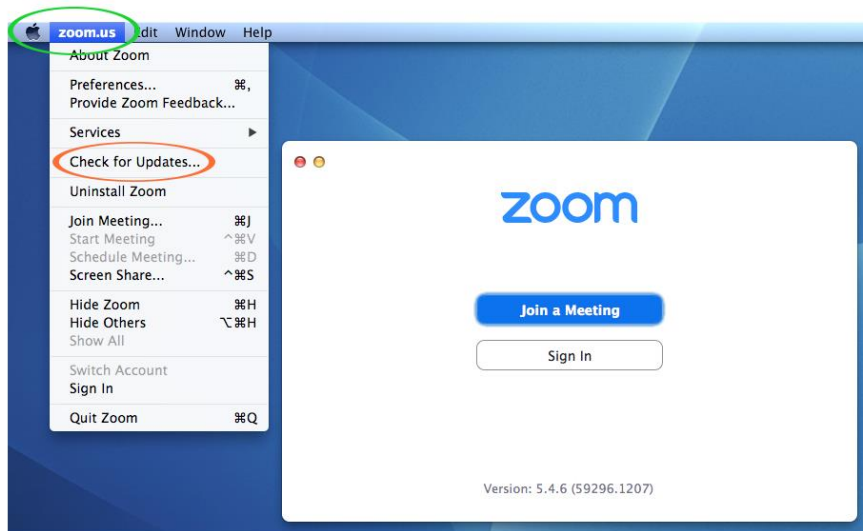 zoom.us Edit Window Help
About Zoom
Preferences... ⌘,
Provide Zoom Feedback...
Services ▶
Check for Updates...
Uninstall Zoom
Join Meeting... ⌘J
Start Meeting ^⌘V
Schedule Meeting... ⌘D
Screen Share... ^⌘S
Hide Zoom ⌘H
Hide Others ⌥⌘H
Show All
Switch Account
Sign In
Quit Zoom ⌘Q
zoom
Join a Meeting
Sign In
Version: 5.4.6 (59296.1207)